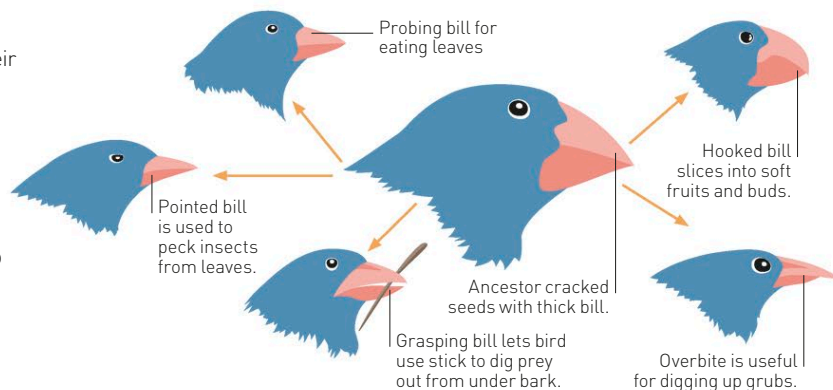 eir
Probing bill for
eating leaves
Hooked bill
slices into soft
fruits and buds.
Pointed bill
is used to
peck insects
from leaves.
Ancestor cracked
seeds with thick bill.
Grasping bill lets bird
use stick to dig prey
out from under bark.
Overbite is useful
for digging up grubs.